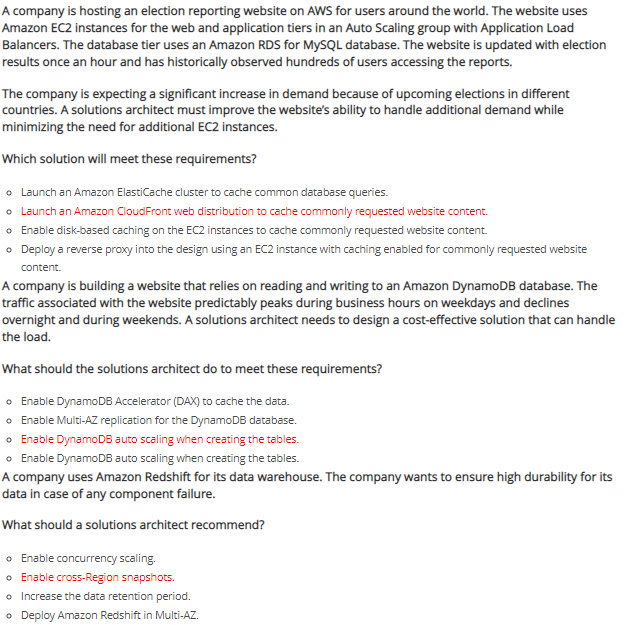 A company is hosting an election reporting website on AWS for users around the world. The website uses
Amazon EC2 instances for the web and application tiers in an Auto Scaling group with Application Load
Balancers. The database tier uses an Amazon RDS for MySQL database. The website is updated with election
results once an hour and has historically observed hundreds of users accessing the reports.
The company is expecting a significant increase in demand because of upcoming elections in different
countries. A solutions architect must improve the website's ability to handle additional demand while
minimizing the need for additional EC2 instances.
Which solution will meet these requirements?
Launch an Amazon ElastiCache cluster to cache common database queries.
Launch an Amazon CloudFront web distribution to cache commonly requested website content.
Enable disk-based caching on the EC2 instances to cache commonly requested website content.
Deploy a reverse proxy into the design using an EC2 instance with caching enabled for commonly requested website
content.
A company is building a website that relies on reading and writing to an Amazon DynamoDB database. The
traffic associated with the website predictably peaks during business hours on weekdays and declines
overnight and during weekends. A solutions architect needs to design a cost-effective solution that can handle
the load.
What should the solutions architect do to meet these requirements?
Enable DynamoDB Accelerator (DAX) to cache the data.
Enable Multi-AZ replication for the DynamoDB database.
Enable DynamoDB auto scaling when creating the tables.
Enable DynamoDB auto scaling when creating the tables.
A company uses Amazon Redshift for its data warehouse. The company wants to ensure high durability for its
data in case of any component failure.
What should a solutions architect recommend?
Enable concurrency scaling.
Enable cross-Region snapshots.
Increase the data retention period.
Deploy Amazon Redshift in Multi-AZ.